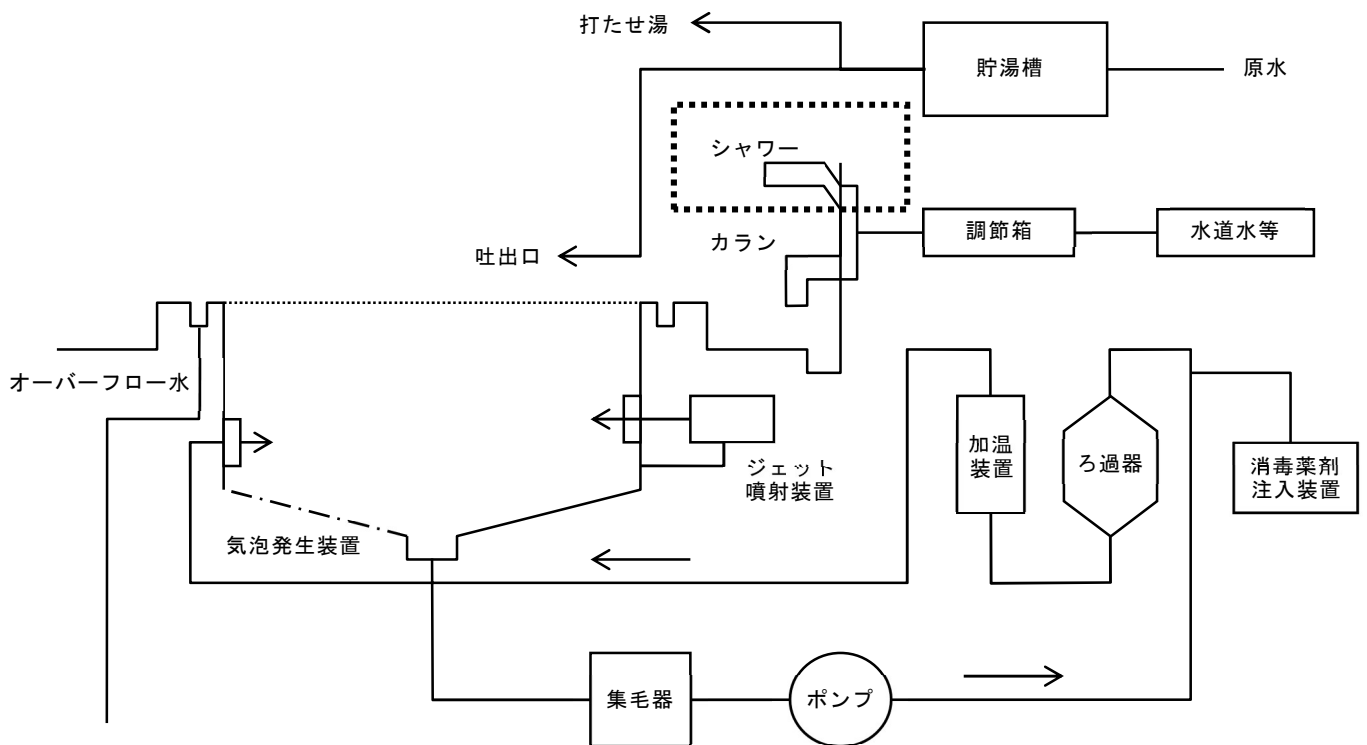 打たせ湯
貯湯槽
原水
シャワー
カラン
調節箱
水道水等
吐出口
オーバーフロー水
ジェット
噴射装置
加温
装置
ろ過器
消毒薬剤
注入装置
気泡発生装置
集毛器
ポンプ